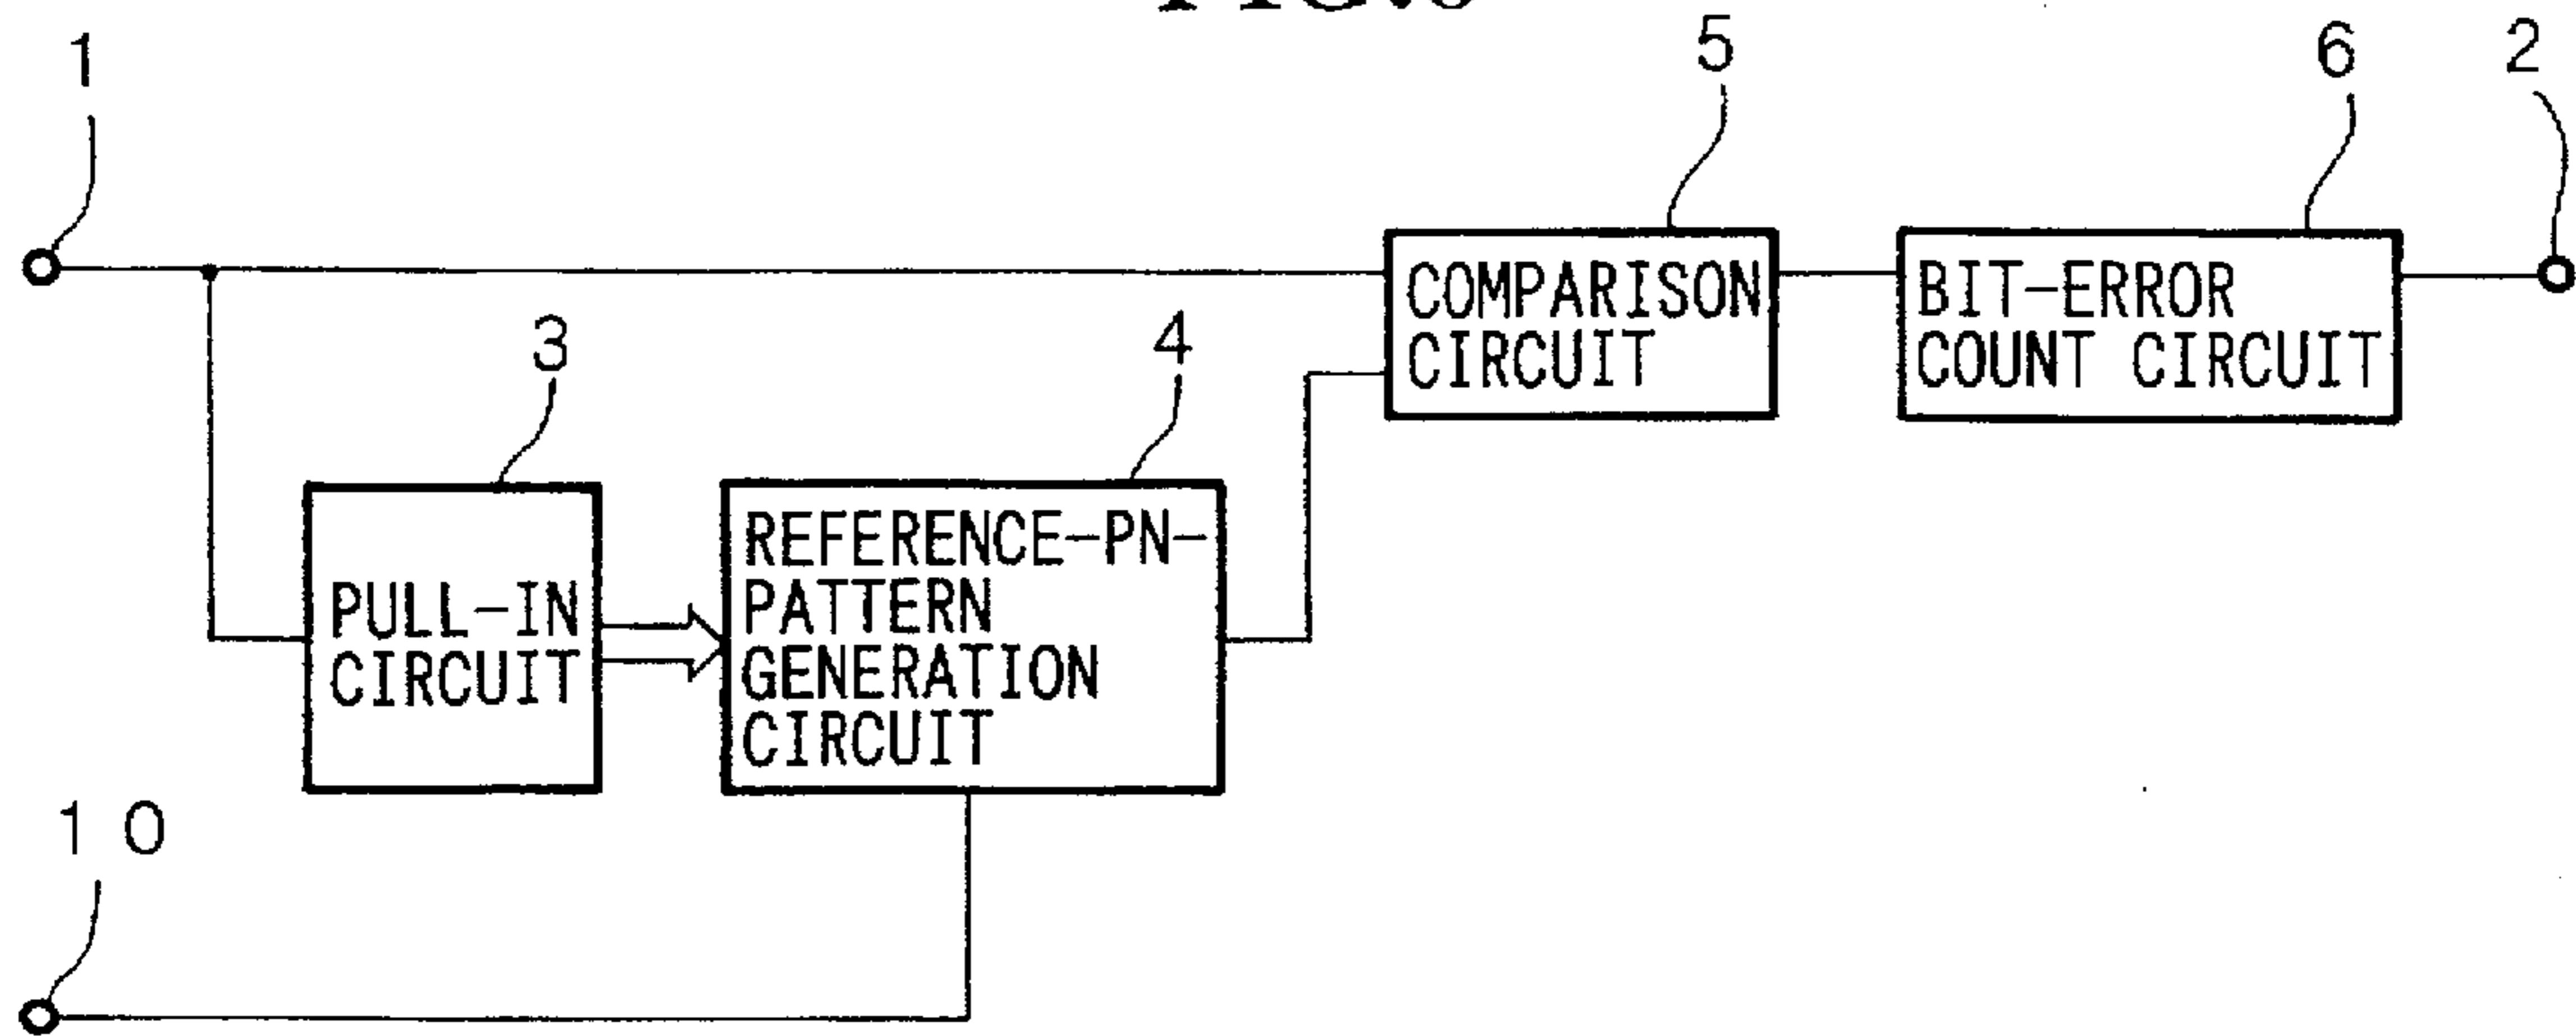 1
5
6
2
3
4
COMPARISON
CIRCUIT
BIT-ERROR
COUNT CIRCUIT
PULL-IN
CIRCUIT
REFERENCE-PN-
PATTERN
GENERATION
CIRCUIT
10